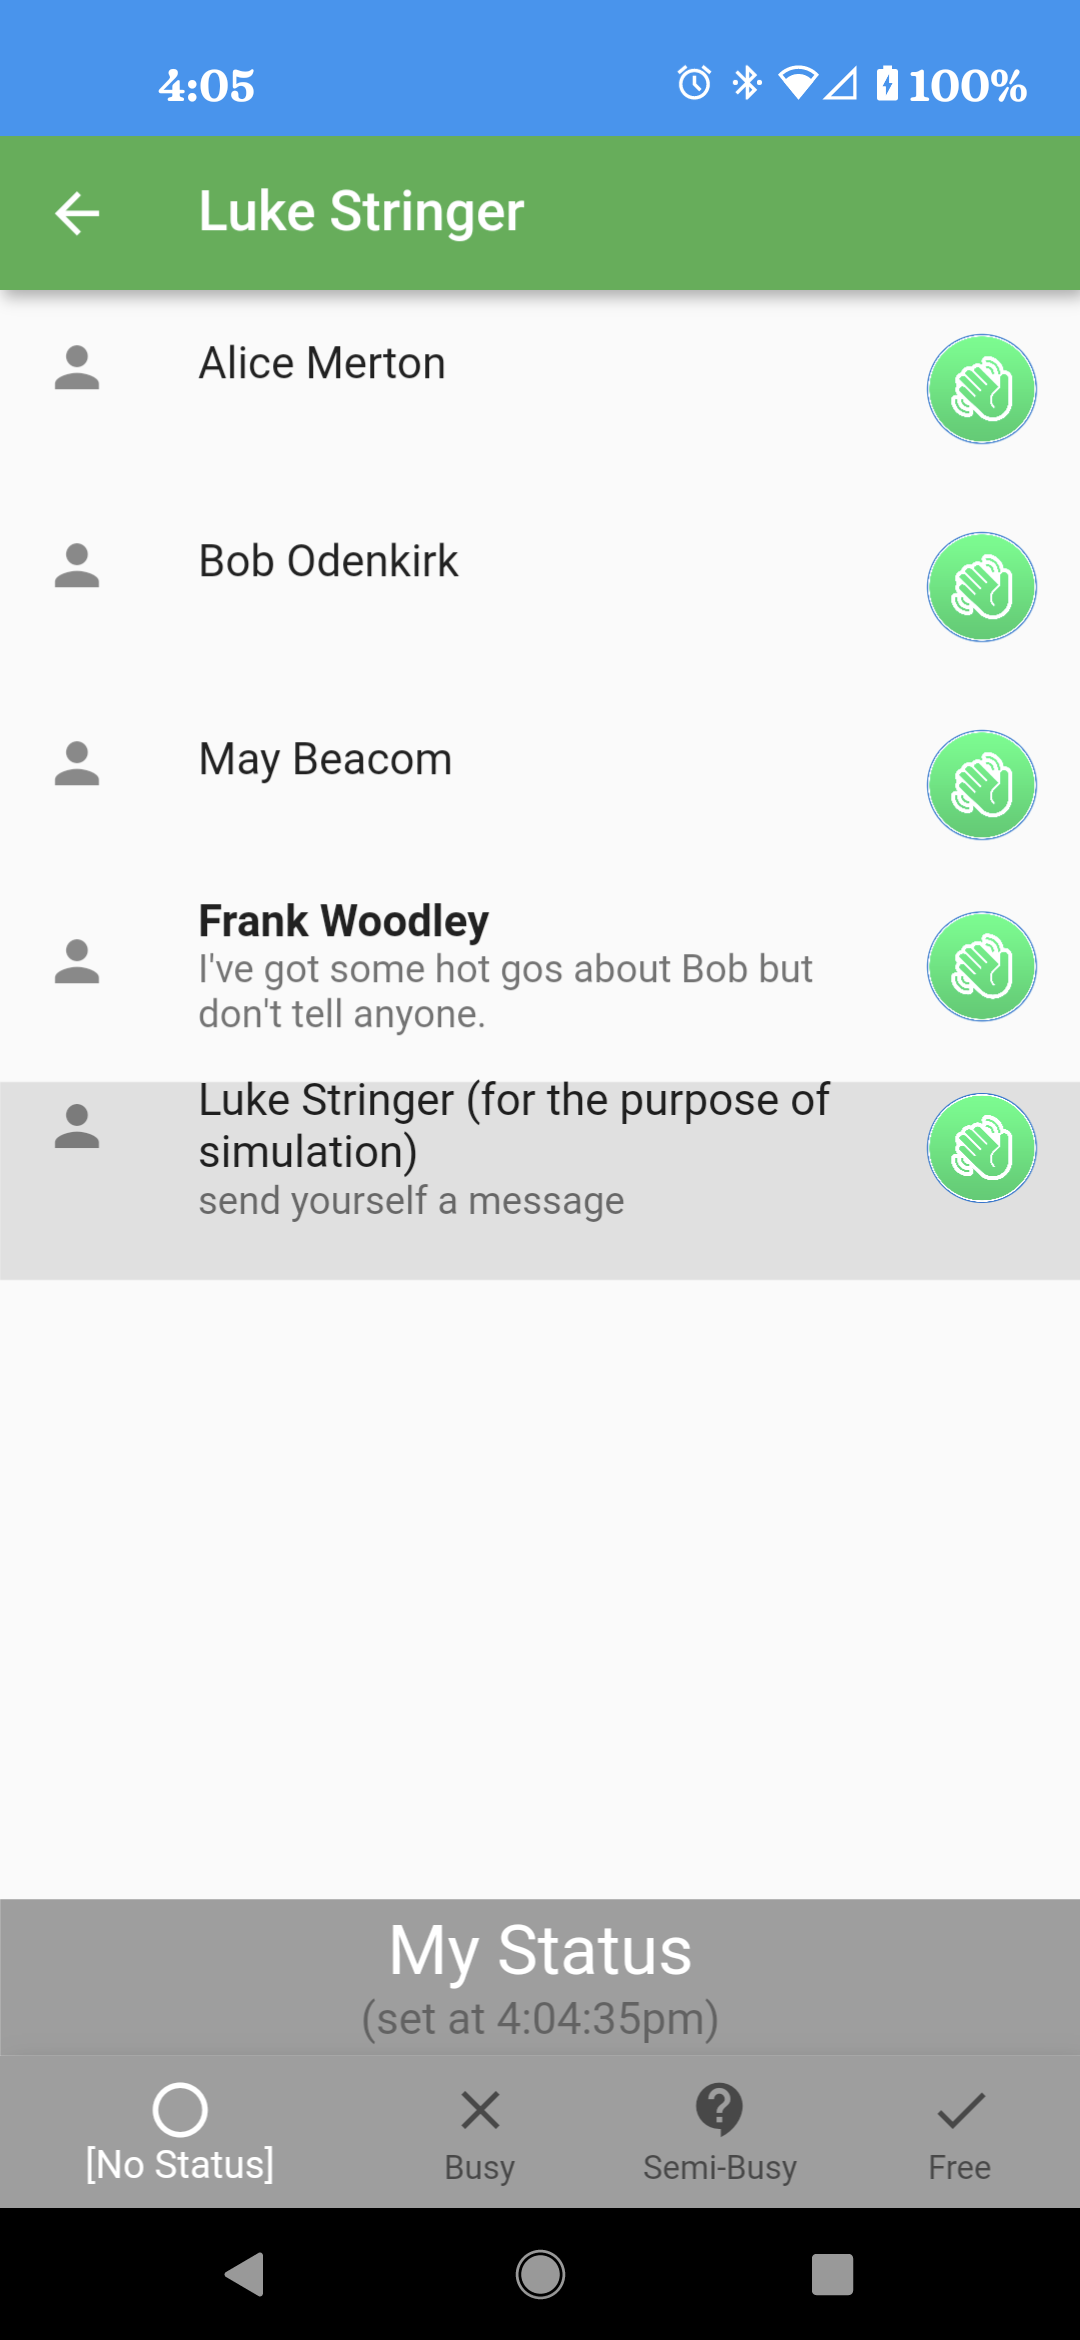 4:05
100%
Luke Stringer
Alice Merton
Bob Odenkirk
May Beacom
Frank Woodley
I've got some hot gos about Bob but
don't tell anyone.
Luke Stringer (for the purpose of
simulation)
send yourself a message
My Status
(set at 4:04:35pm)
[No Status]
Busy
Semi-Busy
Free